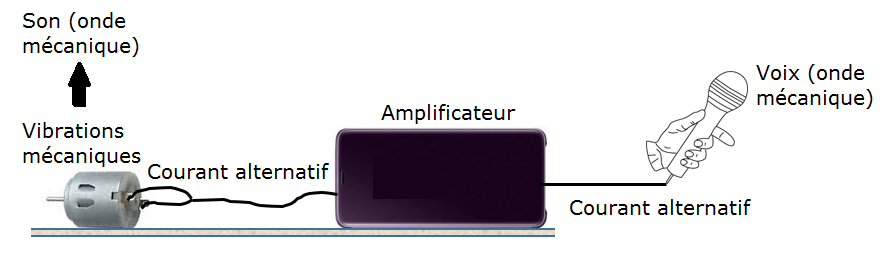 Son (onde
mécanique)
Vibrations
mécaniques
Courant alternatif
Amplificateur
Courant alternatif
Voix (onde
mécanique)